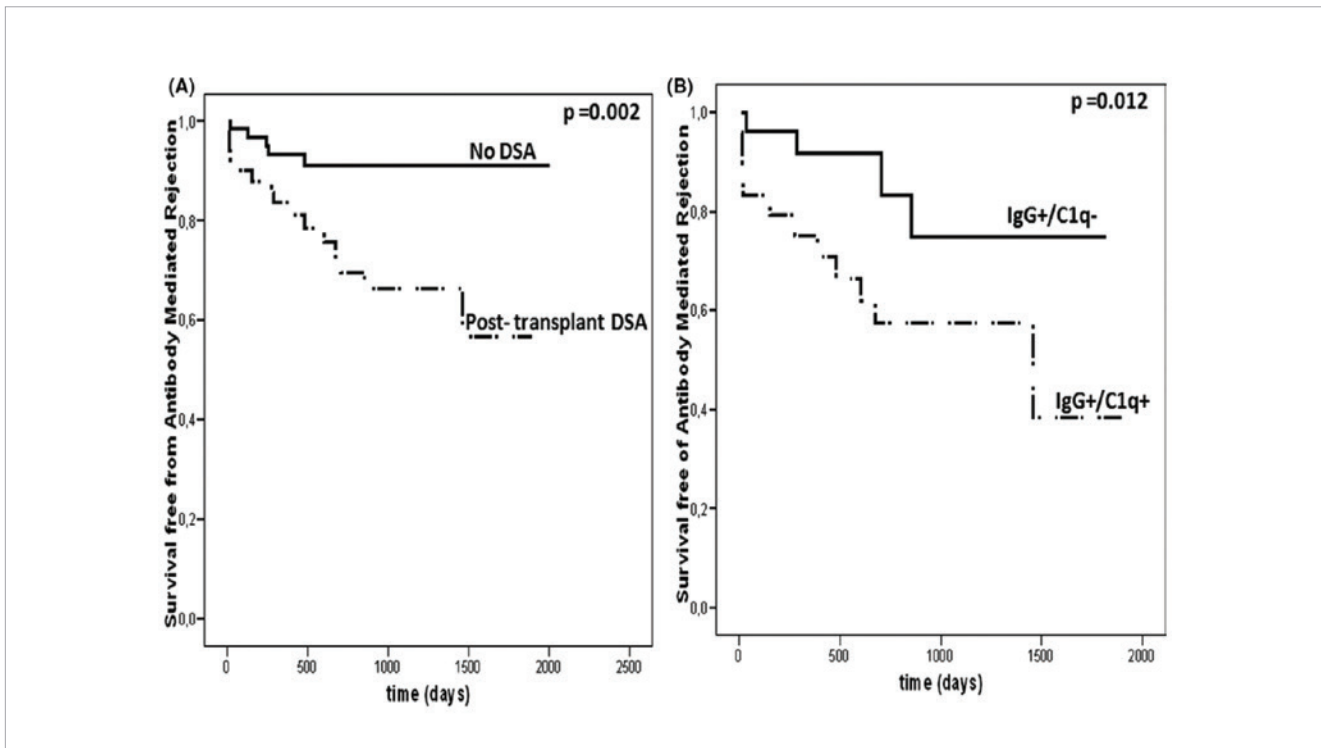 (A)
p =0.002
Survival free from Antibody Mediated Rejection
1,0
0,8
0,6
0,4
0,2
0,0
No DSA
Post- transplant DSA
0 500 1000 1500 2000 2500
time (days)
(B)
p =0.012
Survival free of Antibody Mediated Rejection
1,0
0,8
0,6
0,4
0,2
0,0
IgG+/C1q-
IgG+/C1q+
0 500 1000 1500 2000
time (days)